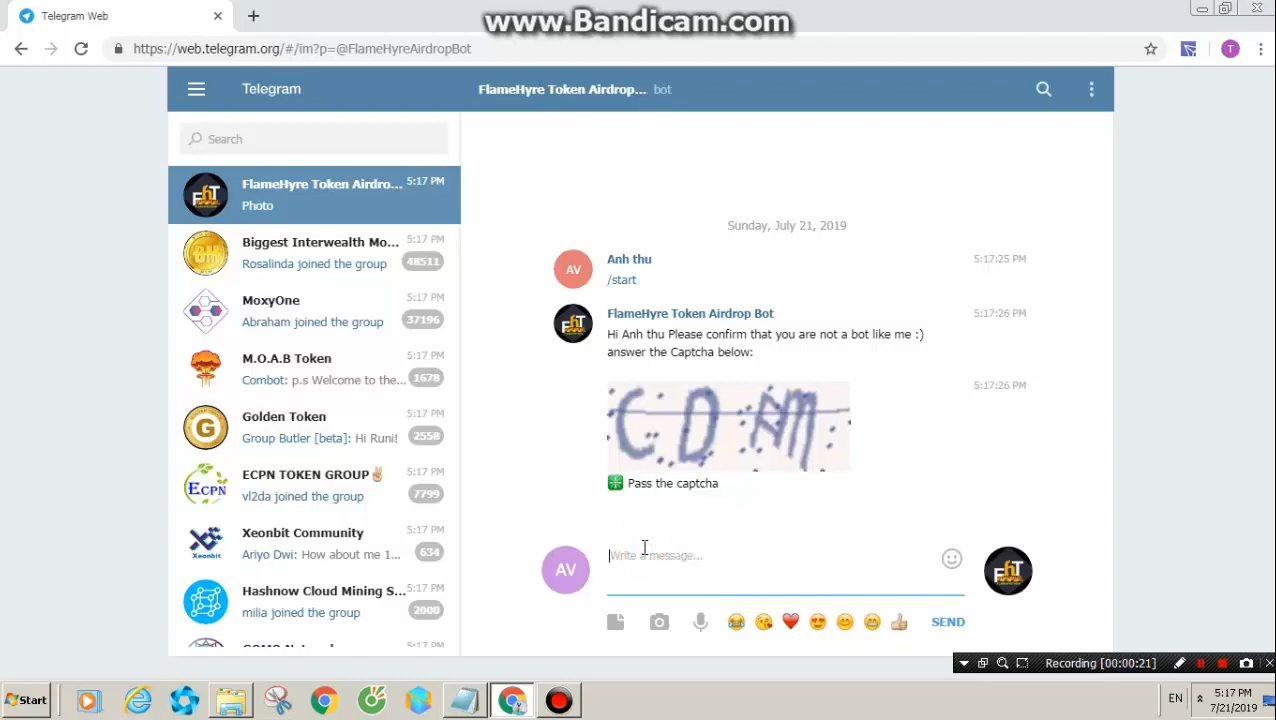 Telegram Web
www.Bandicam.com
https://web.telegram.org/#/im?p=@FlameHyreAirdropBot
T
Telegram
FlameHyre Token Airdrop... bot
Search
FlameHyre Token Airdro... 5:17 PM
Photo
Biggest Interwealth Mo... 5:17 PM
Rosalinda joined the group 48511
MoxyOne 5:17 PM
Abraham joined the group 37196
M.O.A.B Token 5:17 PM
Combot: p.s Welcome to the... 1678
Golden Token 5:17 PM
Group Butler [beta]: Hi Runi! 2558
ECPN TOKEN GROUP✌ 5:17 PM
vl2da joined the group 7799
Xeonbit Community 5:17 PM
Ariyo Dwi: How about me 1... 634
Hashnow Cloud Mining S... 5:17 PM
milia joined the group 2000
5:17 PM
Sunday, July 21, 2019
AV
Anh thu 5:17:25 PM
/start
FlameHyre Token Airdrop Bot 5:17:26 PM
Hi Anh thu Please confirm that you are not a bot like me :)
answer the Captcha below:
5:17:26 PM
Pass the captcha
AV
Write a message...
SEND
Recording [00:00:21]
Start
EN
5:17 PM
7/21/2019